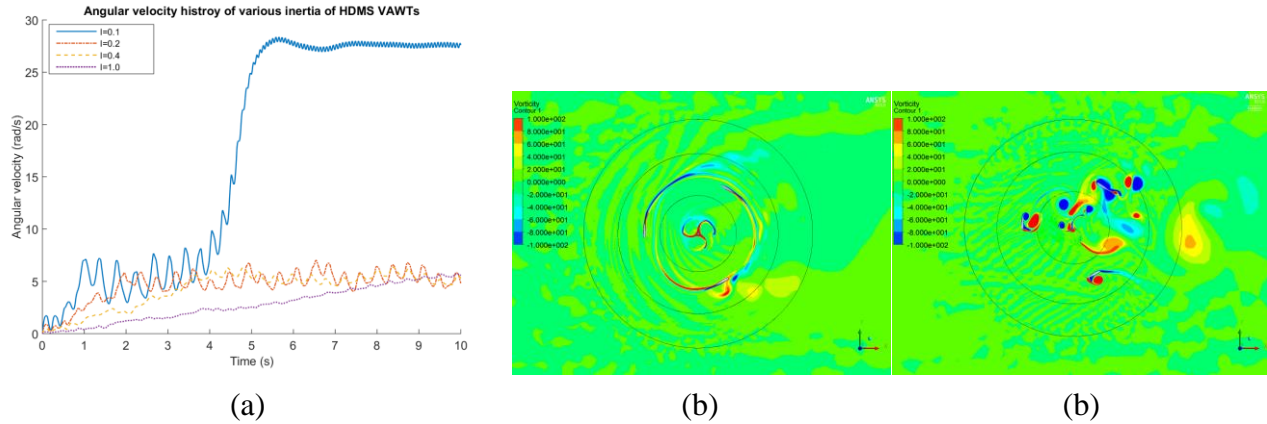 Angular velocity histroy of various inertia of HDMS VAWTs
I=0.1
I=0.2
I=0.4
I=1.0
30
25
20
15
10
5
0
Angular velocity (rad/s)
0 1 2 3 4 5 6 7 8 9 10
Time (s)
(a)
Vorticity
Contour 1
1.000e+002
8.000e+001
6.000e+001
4.000e+001
2.000e+001
0.000e+000
-2.000e+001
-4.000e+001
-6.000e+001
-8.000e+001
-1.000e+002
ANSYS
(b)
Vorticity
Contour 1
1.000e+002
8.000e+001
6.000e+001
4.000e+001
2.000e+001
0.000e+000
-2.000e+001
-4.000e+001
-6.000e+001
-8.000e+001
-1.000e+002
ANSYS
(b)